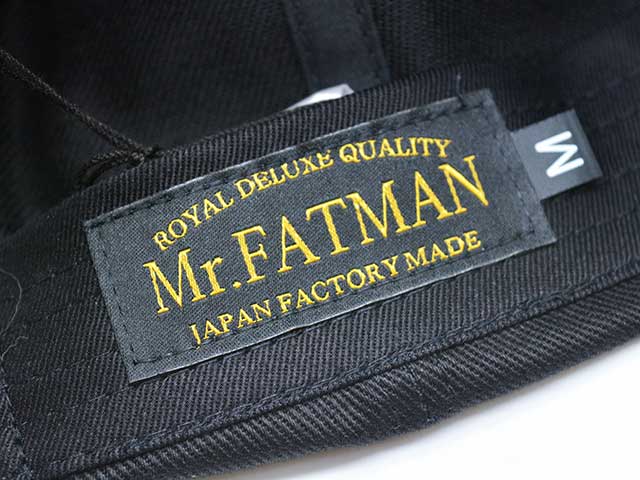 ROYAL DELUXE QUALITY
Mr.FATMAN
JAPAN FACTORY MADE
M